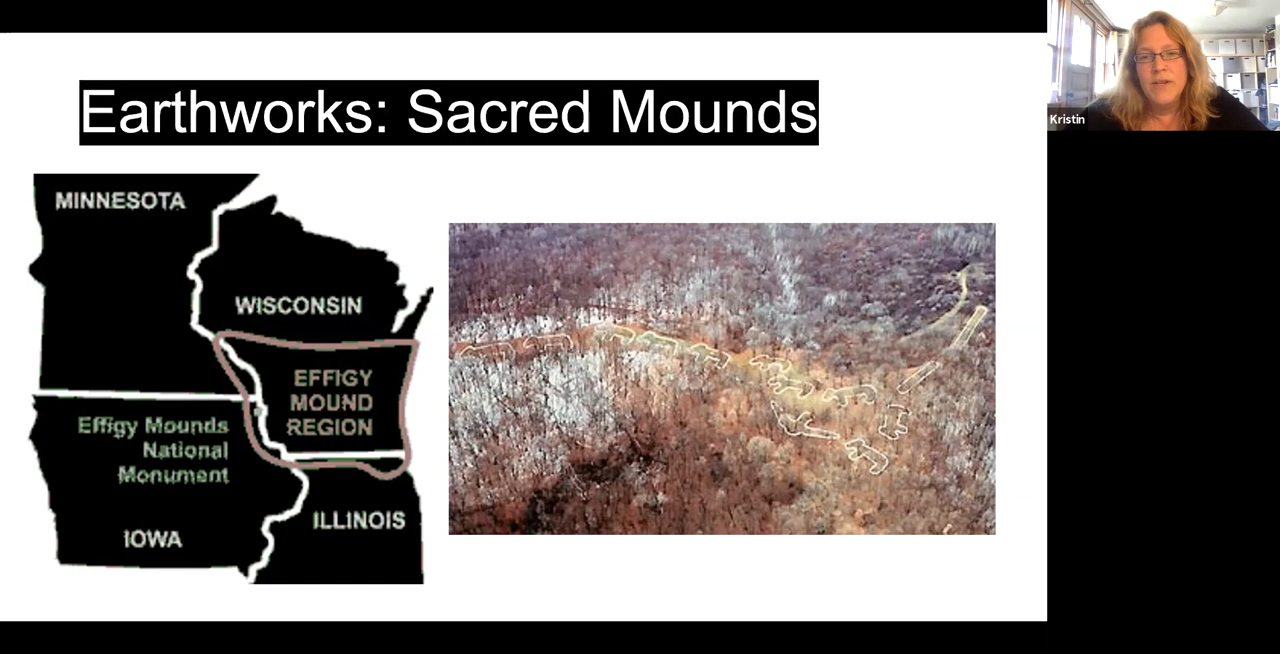 Earthworks: Sacred Mounds
Kristin
MINNESOTA
WISCONSIN
EFFIGY
MOUND
REGION
Effigy Mounds
National
Monument
ILLINOIS
IOWA